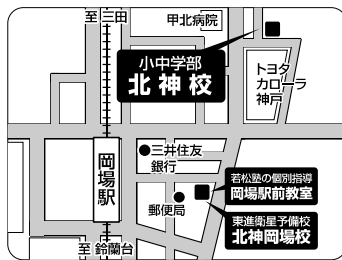 至 三田
甲北病院
小中学部
北神校
トヨタ
カローラ
神戸
三井住友
銀行
岡場駅
若松塾の個別指導
岡場駅前教室
郵便局
東進衛星予備校
北神岡場校
至 鈴蘭台